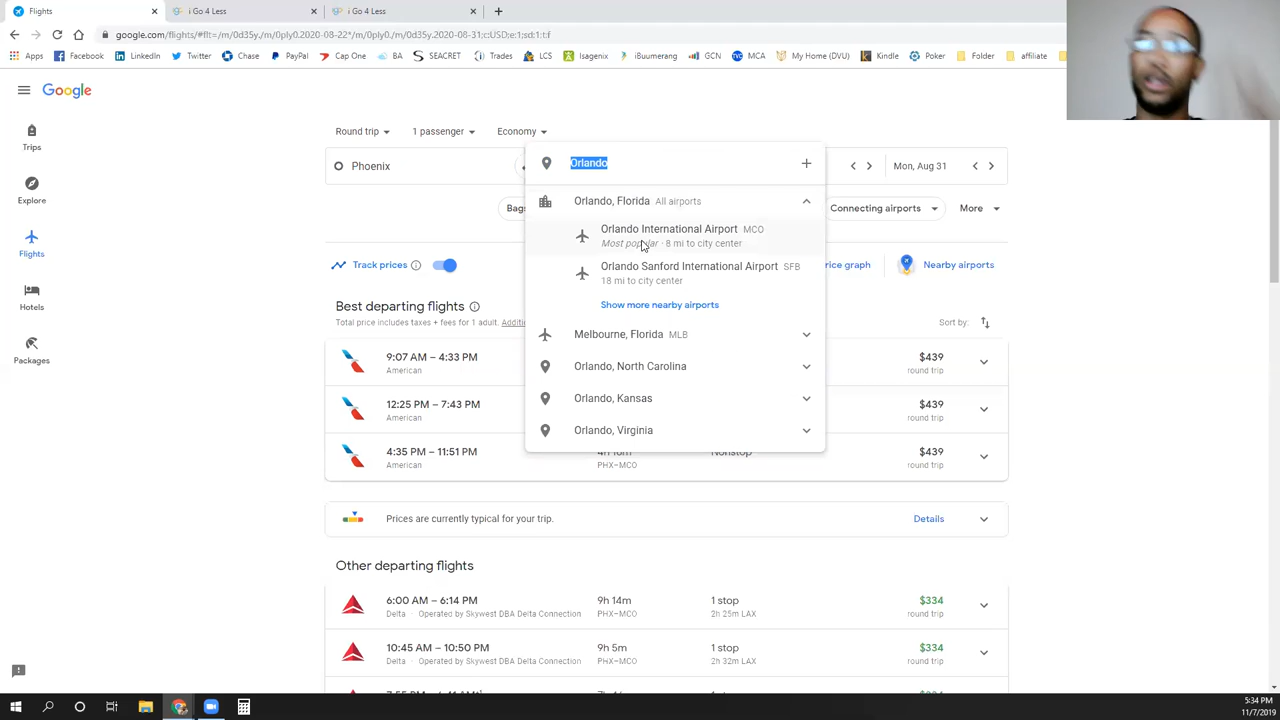 Flights
i Go 4 Less
i Go 4 Less
google.com/flights/#flt=/m/0d35y./m/0ply0.2020-08-22*/m/0ply0./m/0d35y.2020-08-31;c:USD;e:1;sd:1;t:f
Apps Facebook LinkedIn Twitter Chase PayPal Cap One BA SEACRET Trades LCS Isagenix iBuumerang GCN MCA My Home (DVU) Kindle Poker Folder affiliate
Google
Trips
Explore
Flights
Hotels
Packages
Round trip 1 passenger Economy
Phoenix
Orlando
Mon, Aug 31
Bags
Connecting airports
More
Orlando, Florida All airports
Orlando International Airport MCO
Most popular · 8 mi to city center
Orlando Sanford International Airport SFB
18 mi to city center
Show more nearby airports
Melbourne, Florida MLB
Orlando, North Carolina
Orlando, Kansas
Orlando, Virginia
Track prices
rice graph
Nearby airports
Best departing flights
Total price includes taxes + fees for 1 adult.
Sort by:
9:07 AM – 4:33 PM
American
$439
round trip
12:25 PM – 7:43 PM
American
$439
round trip
4:35 PM – 11:51 PM
American
PHX–MCO
Nonstop
$439
round trip
Prices are currently typical for your trip.
Details
Other departing flights
6:00 AM – 6:14 PM 9h 14m 1 stop $334
Delta · Operated by Skywest DBA Delta Connection PHX–MCO 2h 25m LAX round trip
10:45 AM – 10:50 PM 9h 5m 1 stop $334
Delta · Operated by Skywest DBA Delta Connection PHX–MCO 2h 32m LAX round trip
5:34 PM
11/7/2019